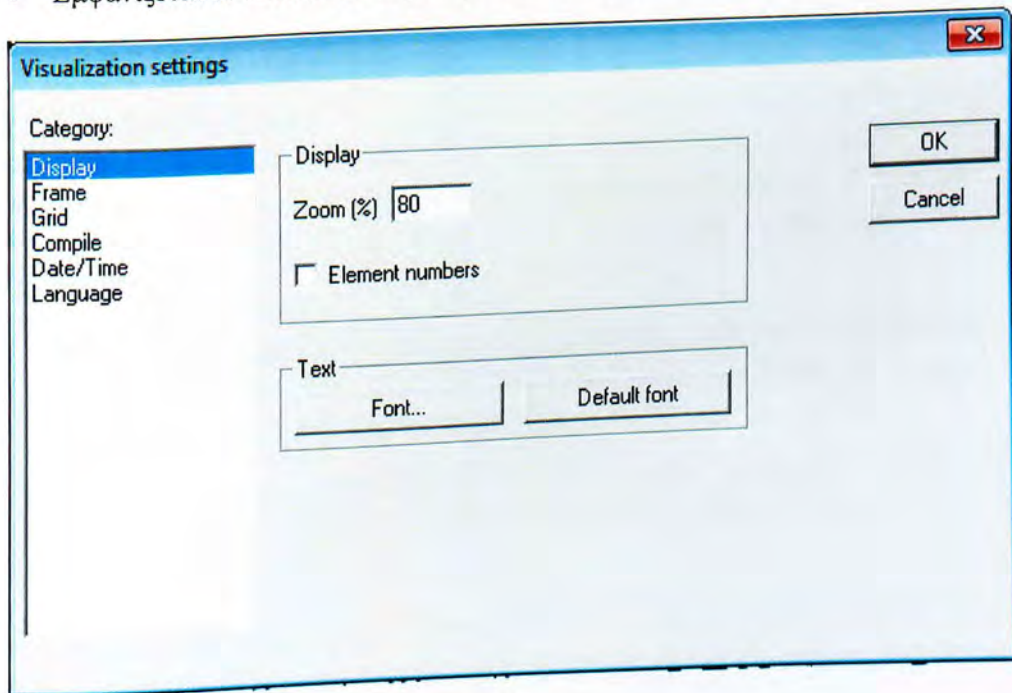 Visualization settings
Category:
Display
Frame
Grid
Compile
Date/Time
Language
Display
Zoom (%) 80
Element numbers
Text
Font...
Default font
OK
Cancel